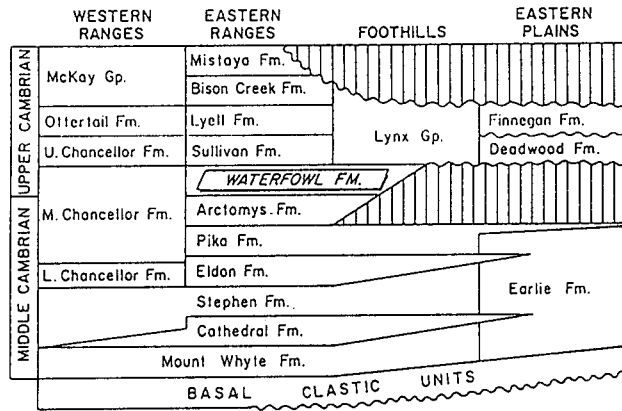 WESTERN RANGES
EASTERN RANGES
FOOTHILLS
EASTERN PLAINS
UPPER CAMBRIAN
MIDDLE CAMBRIAN
McKay Gp.
Mistaya Fm.
Bison Creek Fm.
Ottertail Fm.
Lyell Fm.
Lynx Gp.
Finnegan Fm.
U. Chancellor Fm.
Sullivan Fm.
Deadwood Fm.
WATERFOWL FM.
M. Chancellor Fm.
Arctomys. Fm.
Pika Fm.
L. Chancellor Fm.
Eldon Fm.
Earlie Fm.
Stephen Fm.
Cathedral Fm.
Mount Whyte Fm.
BASAL CLASTIC UNITS